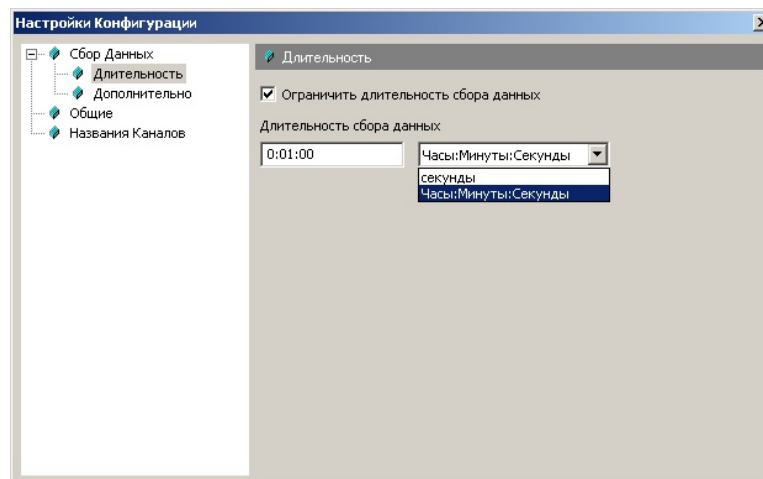 Настройки Конфигурации
Сбор Данных
Длительность
Дополнительно
Общие
Названия Каналов
Длительность
Ограничить длительность сбора данных
Длительность сбора данных
0:01:00
Часы:Минуты:Секунды
секунды
Часы:Минуты:Секунды